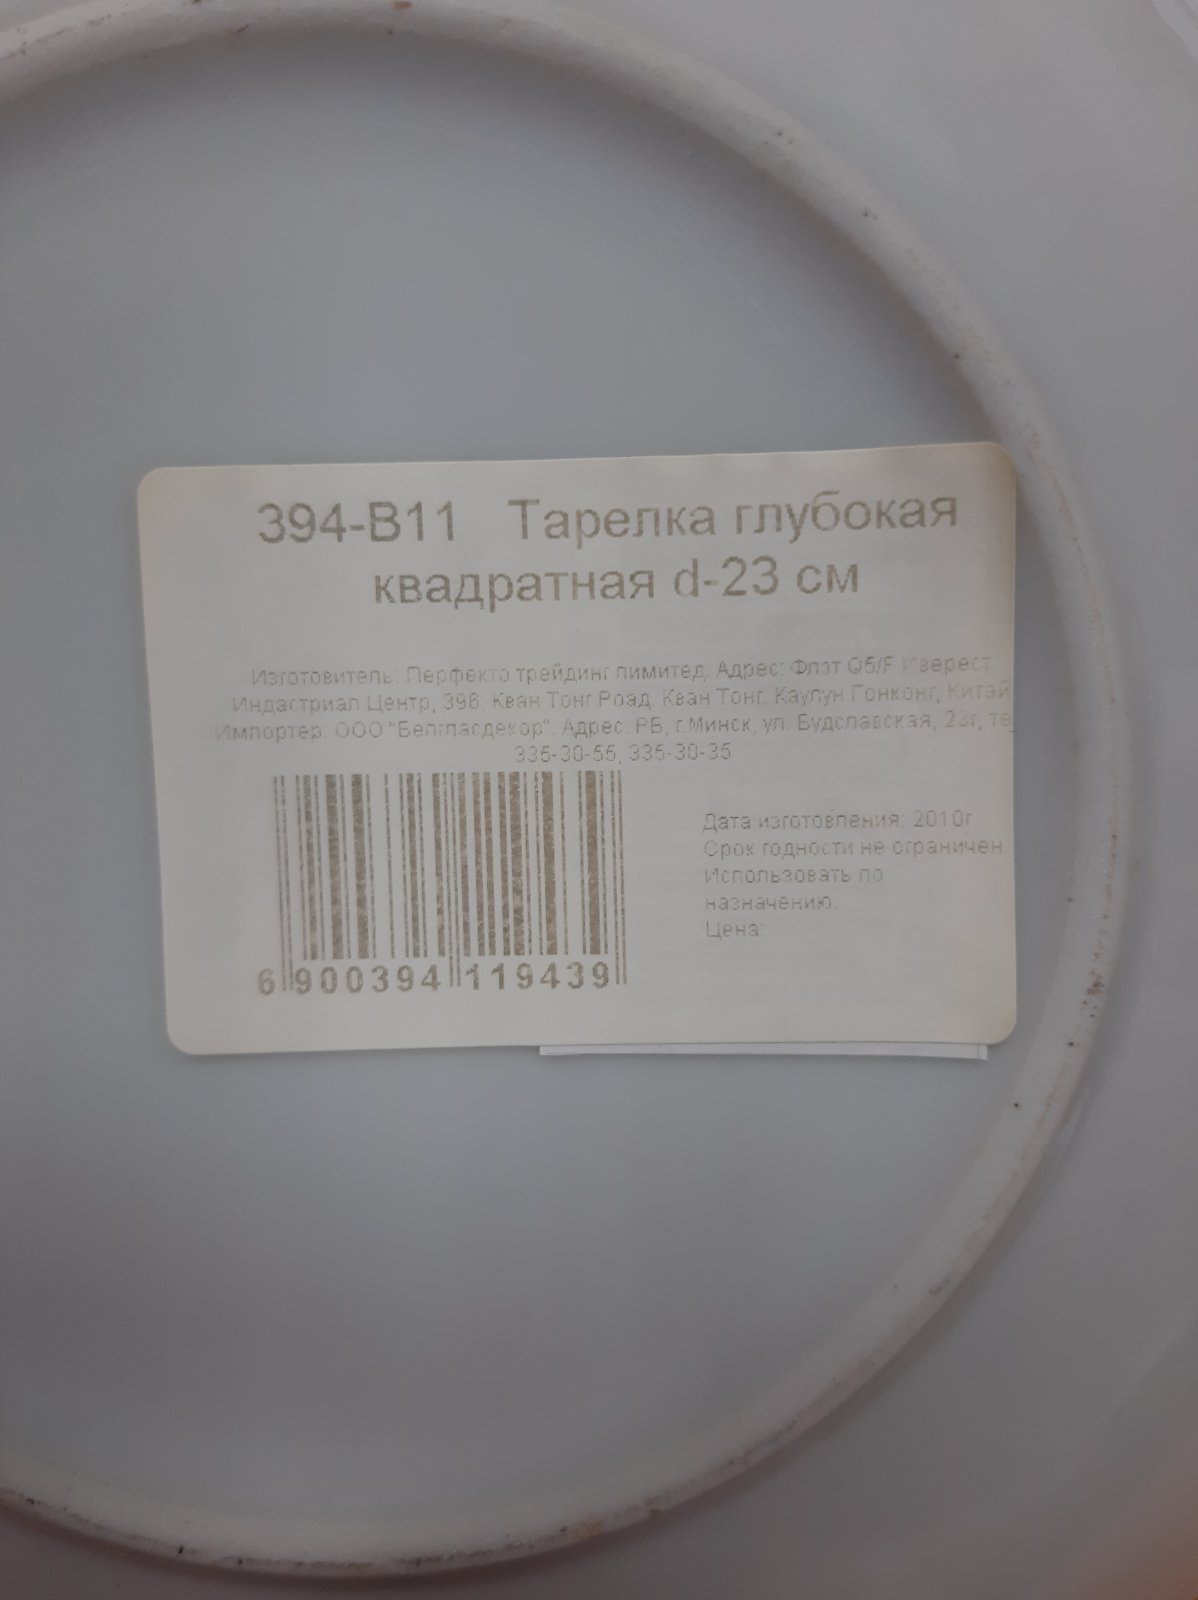 394-В11 Тарелка глубокая
квадратная d-23 см
Изготовитель: Перфекто трейдинг лимитед. Адрес: Флэт Q5/F Иверест
Индастриал Центр, 396, Кван Тонг Роад, Кван Тонг, Каулун,Гонконг, Китай
Импортер: ООО "Белгласдекор". Адрес: РБ, г.Минск, ул. Будславская, 23г, те
335-30-55, 335-30-35
Дата изготовления: 2010г.
Срок годности не ограничен
Использовать по
назначению.
Цена:
6 900394 119439